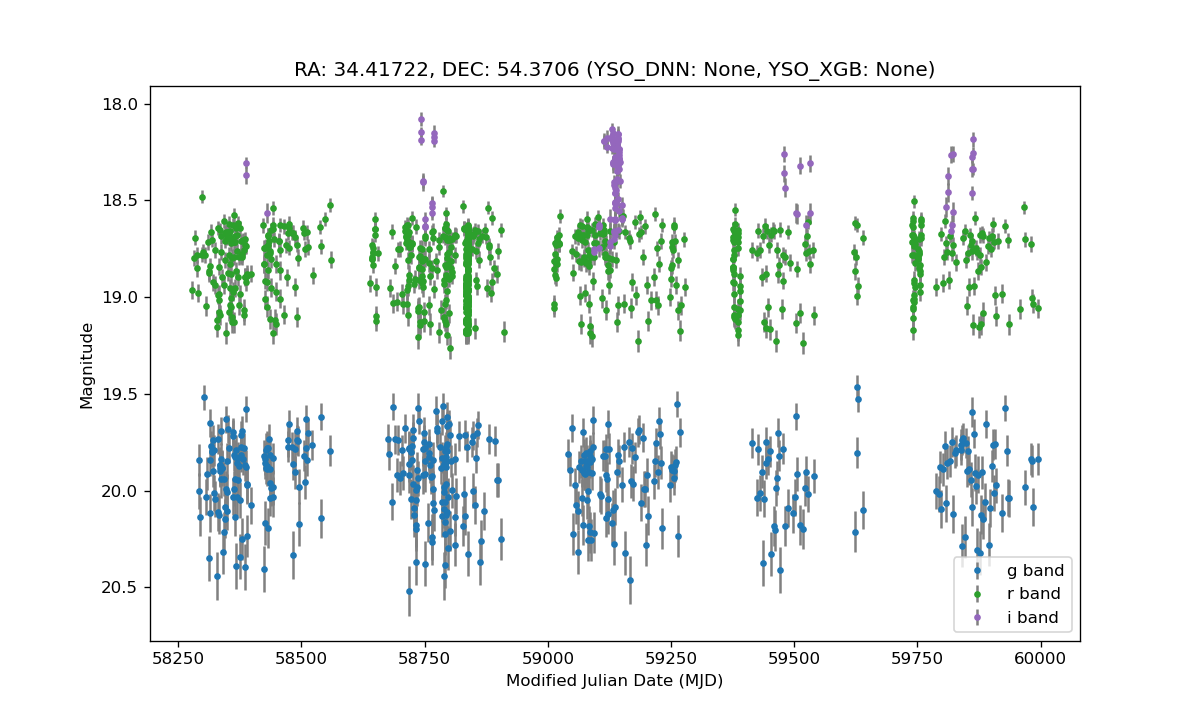 RA: 34.41722, DEC: 54.3706 (YSO_DNN: None, YSO_XGB: None)
18.0
18.5
19.0
19.5
20.0
20.5
Magnitude
g band
r band
i band
58250 58500 58750 59000 59250 59500 59750 60000
Modified Julian Date (MJD)